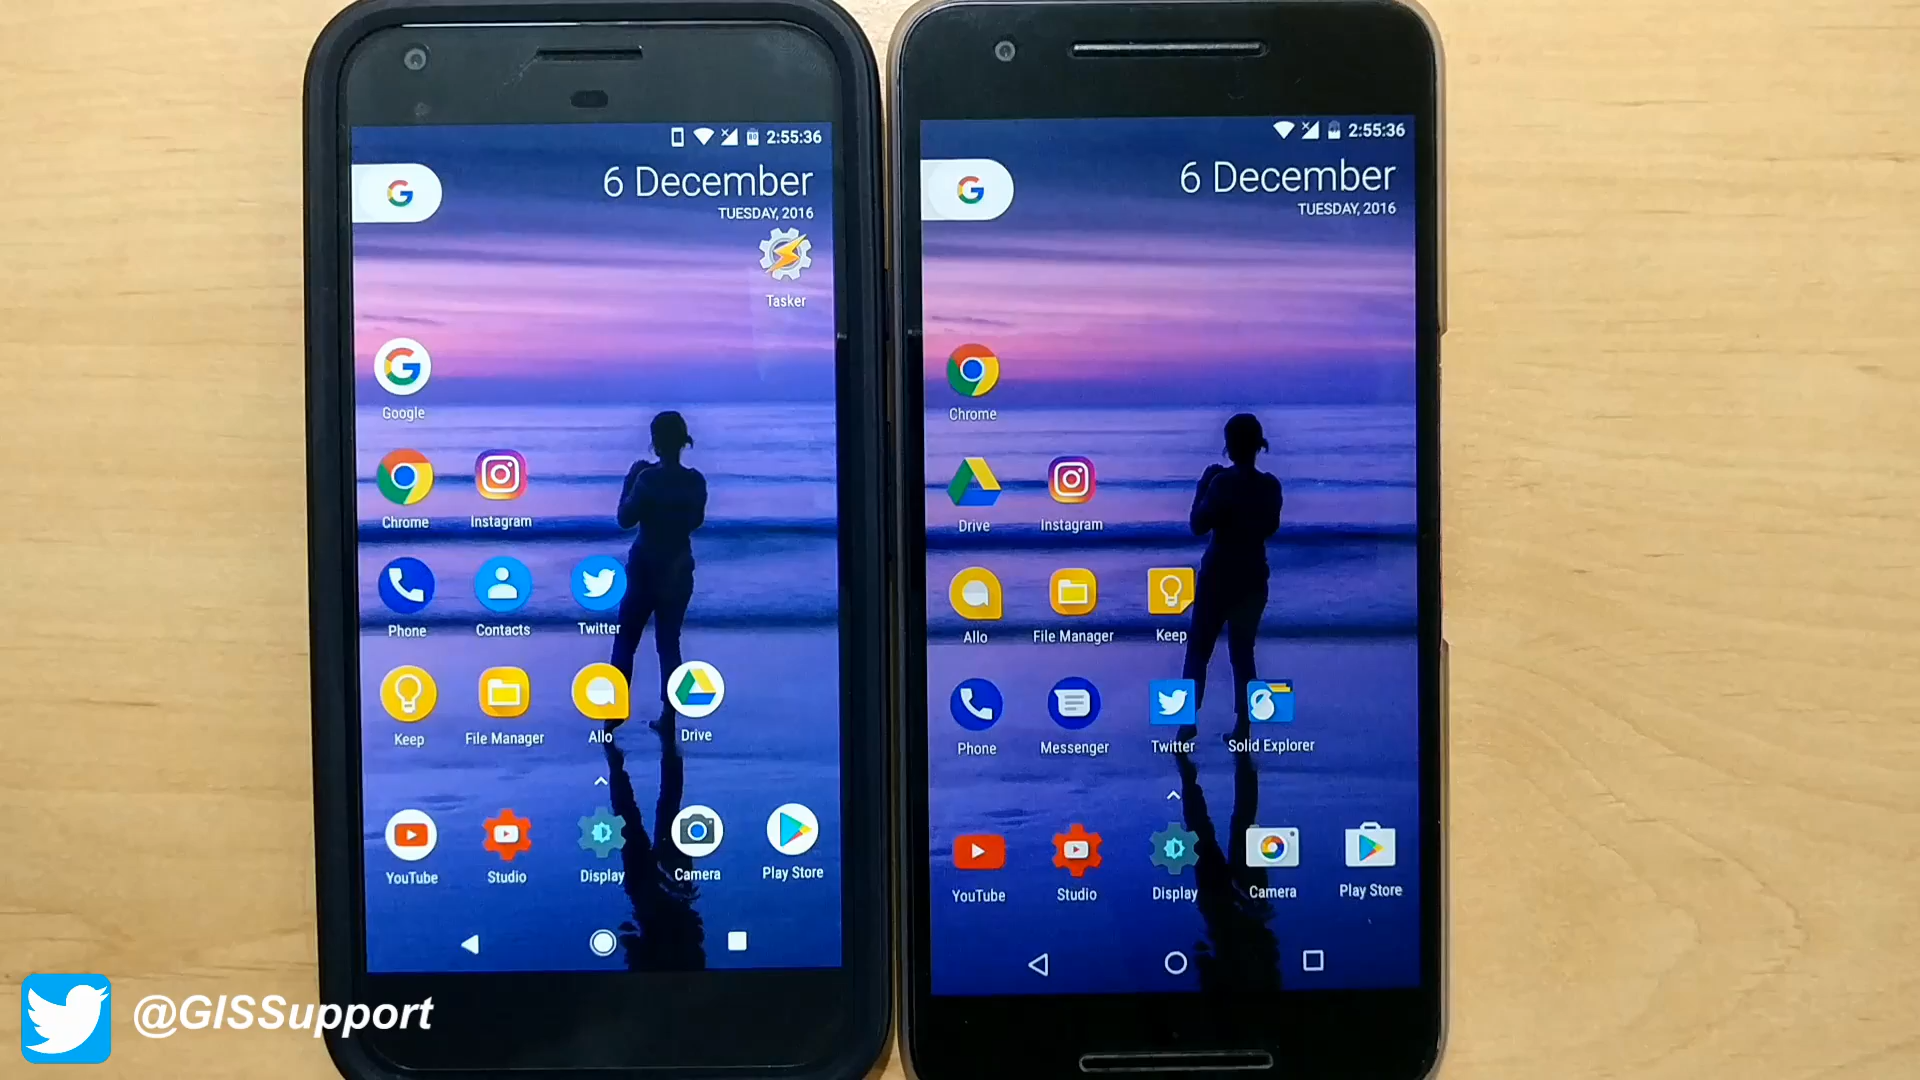 2:55:36
6 December
TUESDAY, 2016
Tasker
Google
Chrome
Instagram
Phone
Contacts
Twitter
Keep
File Manager
Allo
Drive
YouTube
Studio
Display
Camera
Play Store
2:55:36
6 December
TUESDAY, 2016
Chrome
Drive
Instagram
Allo
File Manager
Keep
Phone
Messenger
Twitter
Solid Explorer
YouTube
Studio
Display
Camera
Play Store
@GISSupport